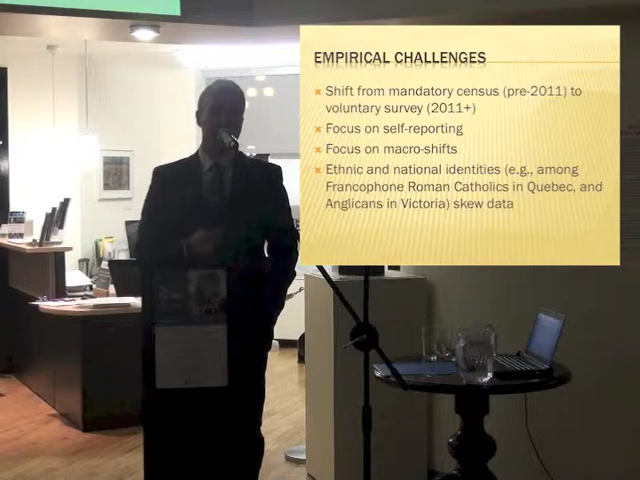 EMPIRICAL CHALLENGES
Shift from mandatory census (pre-2011) to
voluntary survey (2011+)
Focus on self-reporting
Focus on macro-shifts
Ethnic and national identities (e.g., among
Francophone Roman Catholics in Quebec, and
Anglicans in Victoria) skew data